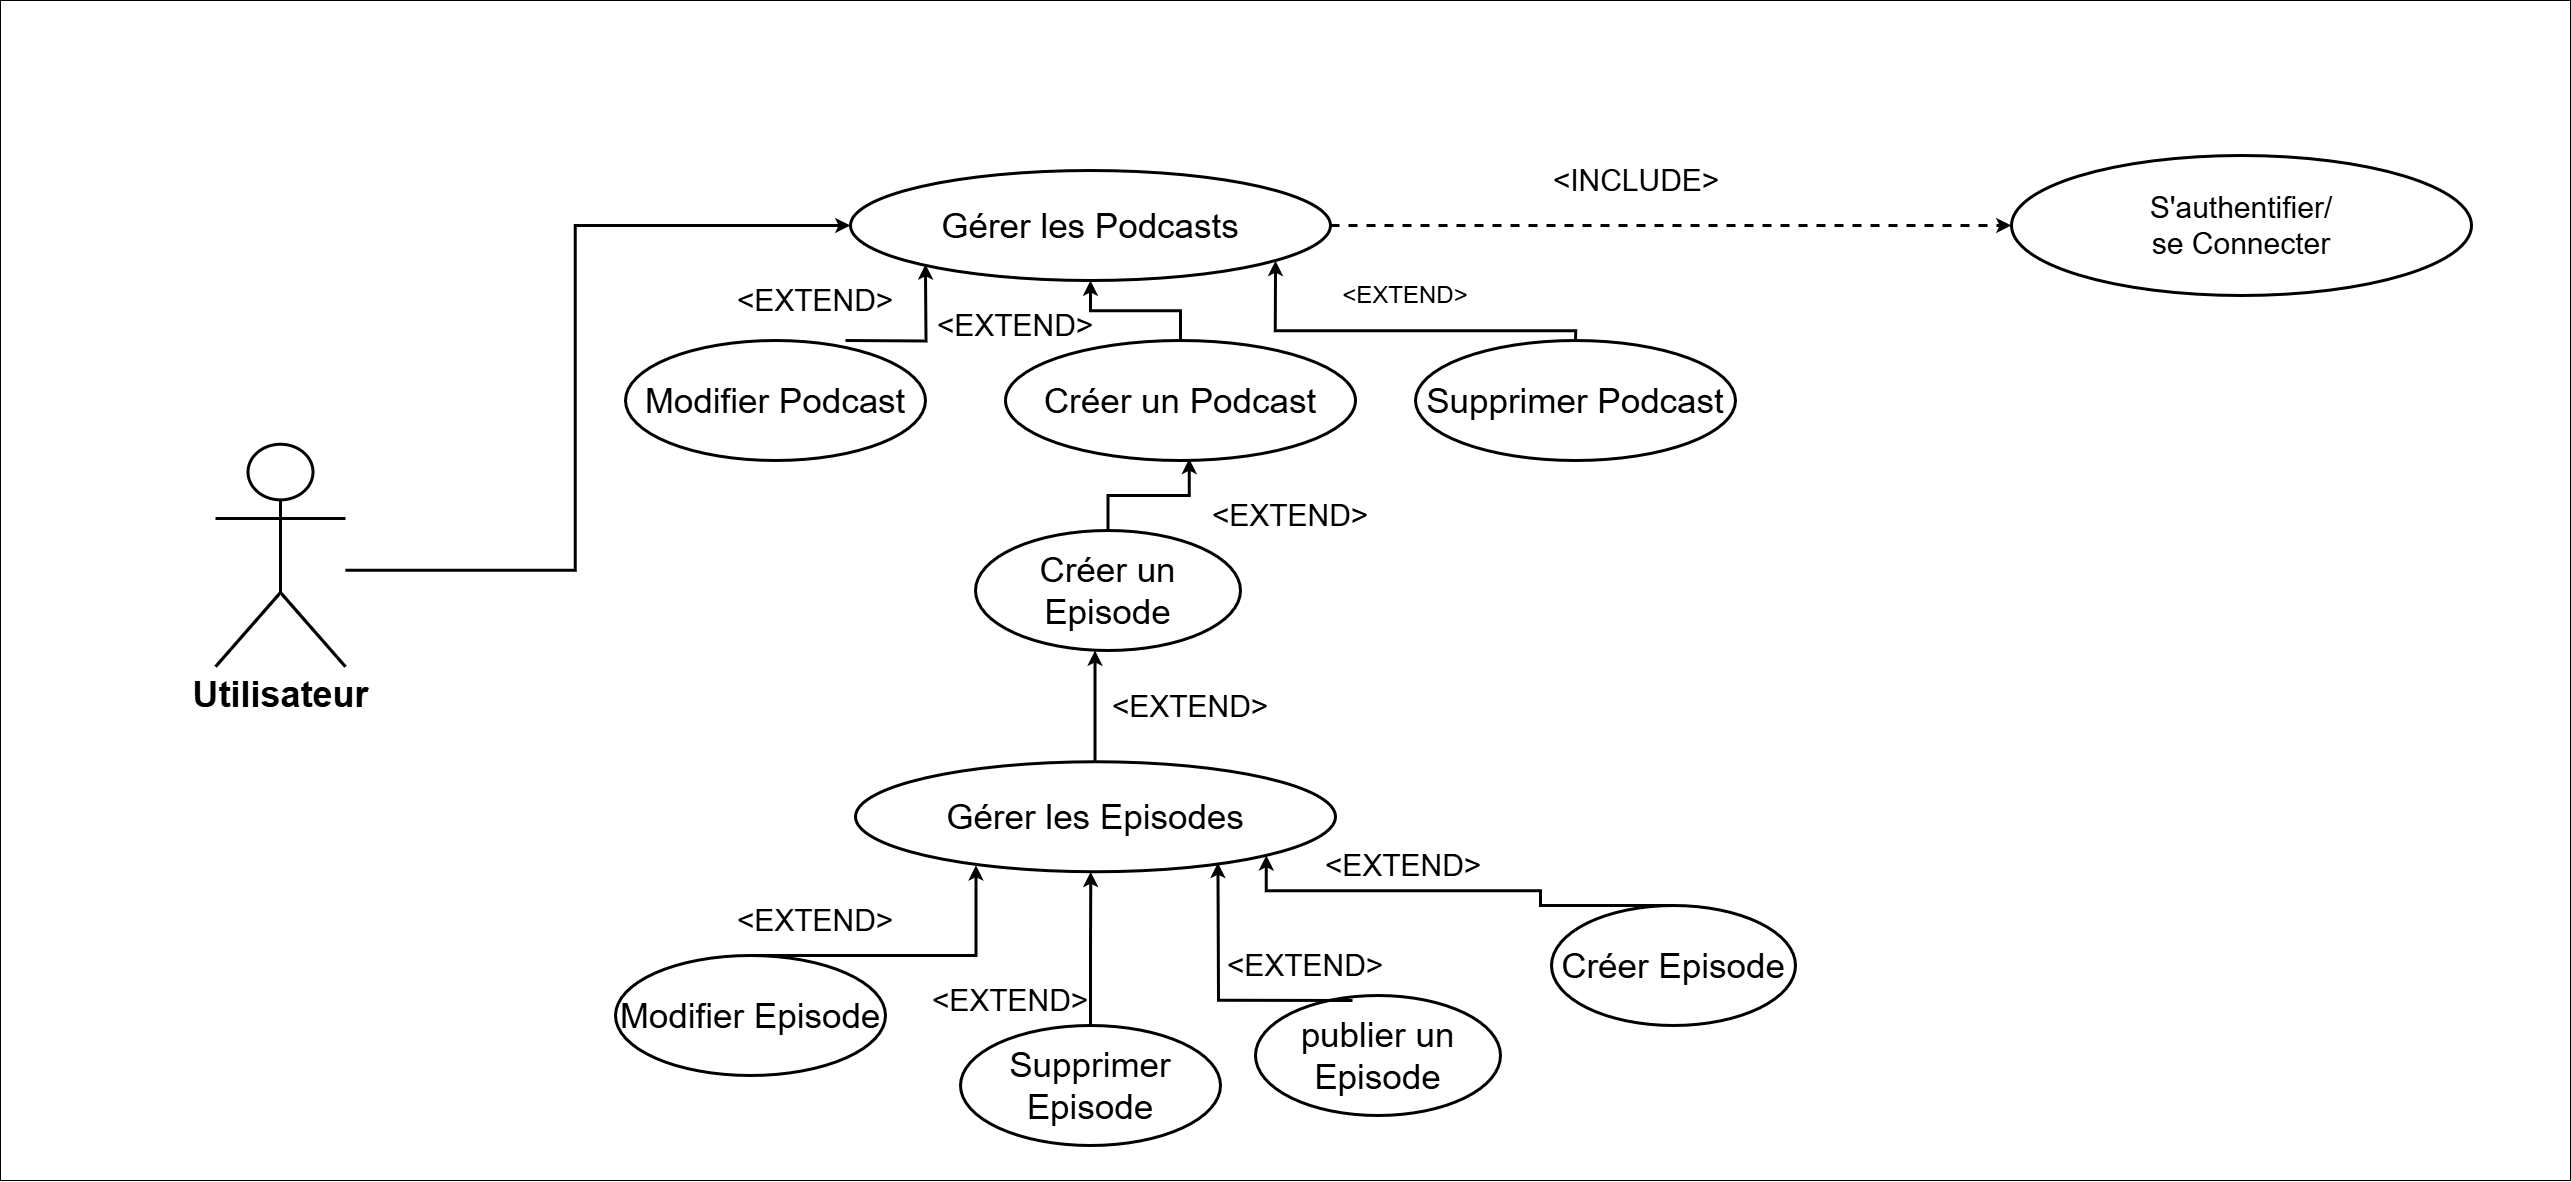 <INCLUDE>
Gérer les Podcasts
S'authentifier/
se Connecter
<EXTEND>
<EXTEND>
<EXTEND>
Modifier Podcast
Créer un Podcast
Supprimer Podcast
<EXTEND>
Créer un
Episode
Utilisateur
<EXTEND>
Gérer les Episodes
<EXTEND>
<EXTEND>
<EXTEND>
<EXTEND>
Créer Episode
Modifier Episode
Supprimer
Episode
publier un
Episode